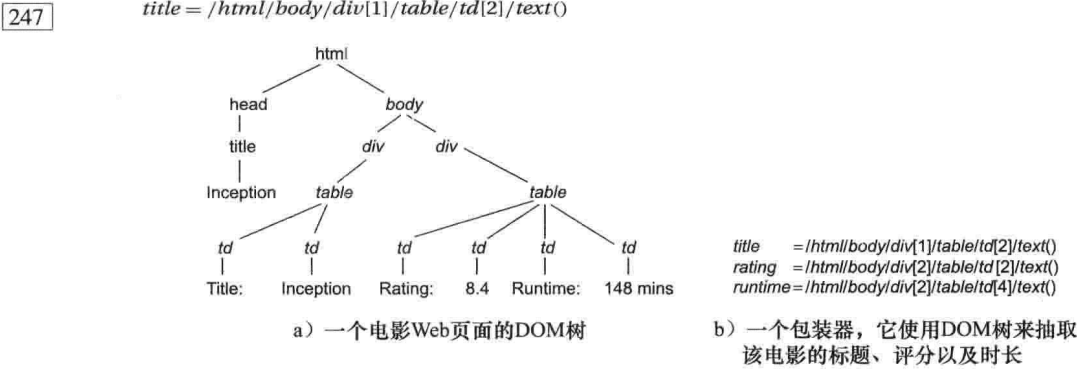 247
title = /html/body/div[1]/table/td[2]/text()
html
head body
title div div
Inception table table
td td td td td td
Title: Inception Rating: 8.4 Runtime: 148 mins
title =/html/body/div[1]/table/td[2]/text()
rating =/html/body/div[2]/table/td[2]/text()
runtime=/html/body/div[2]/table/td[4]/text()
a）一个电影Web页面的DOM树
b）一个包装器，它使用DOM树来抽取
该电影的标题、评分以及时长